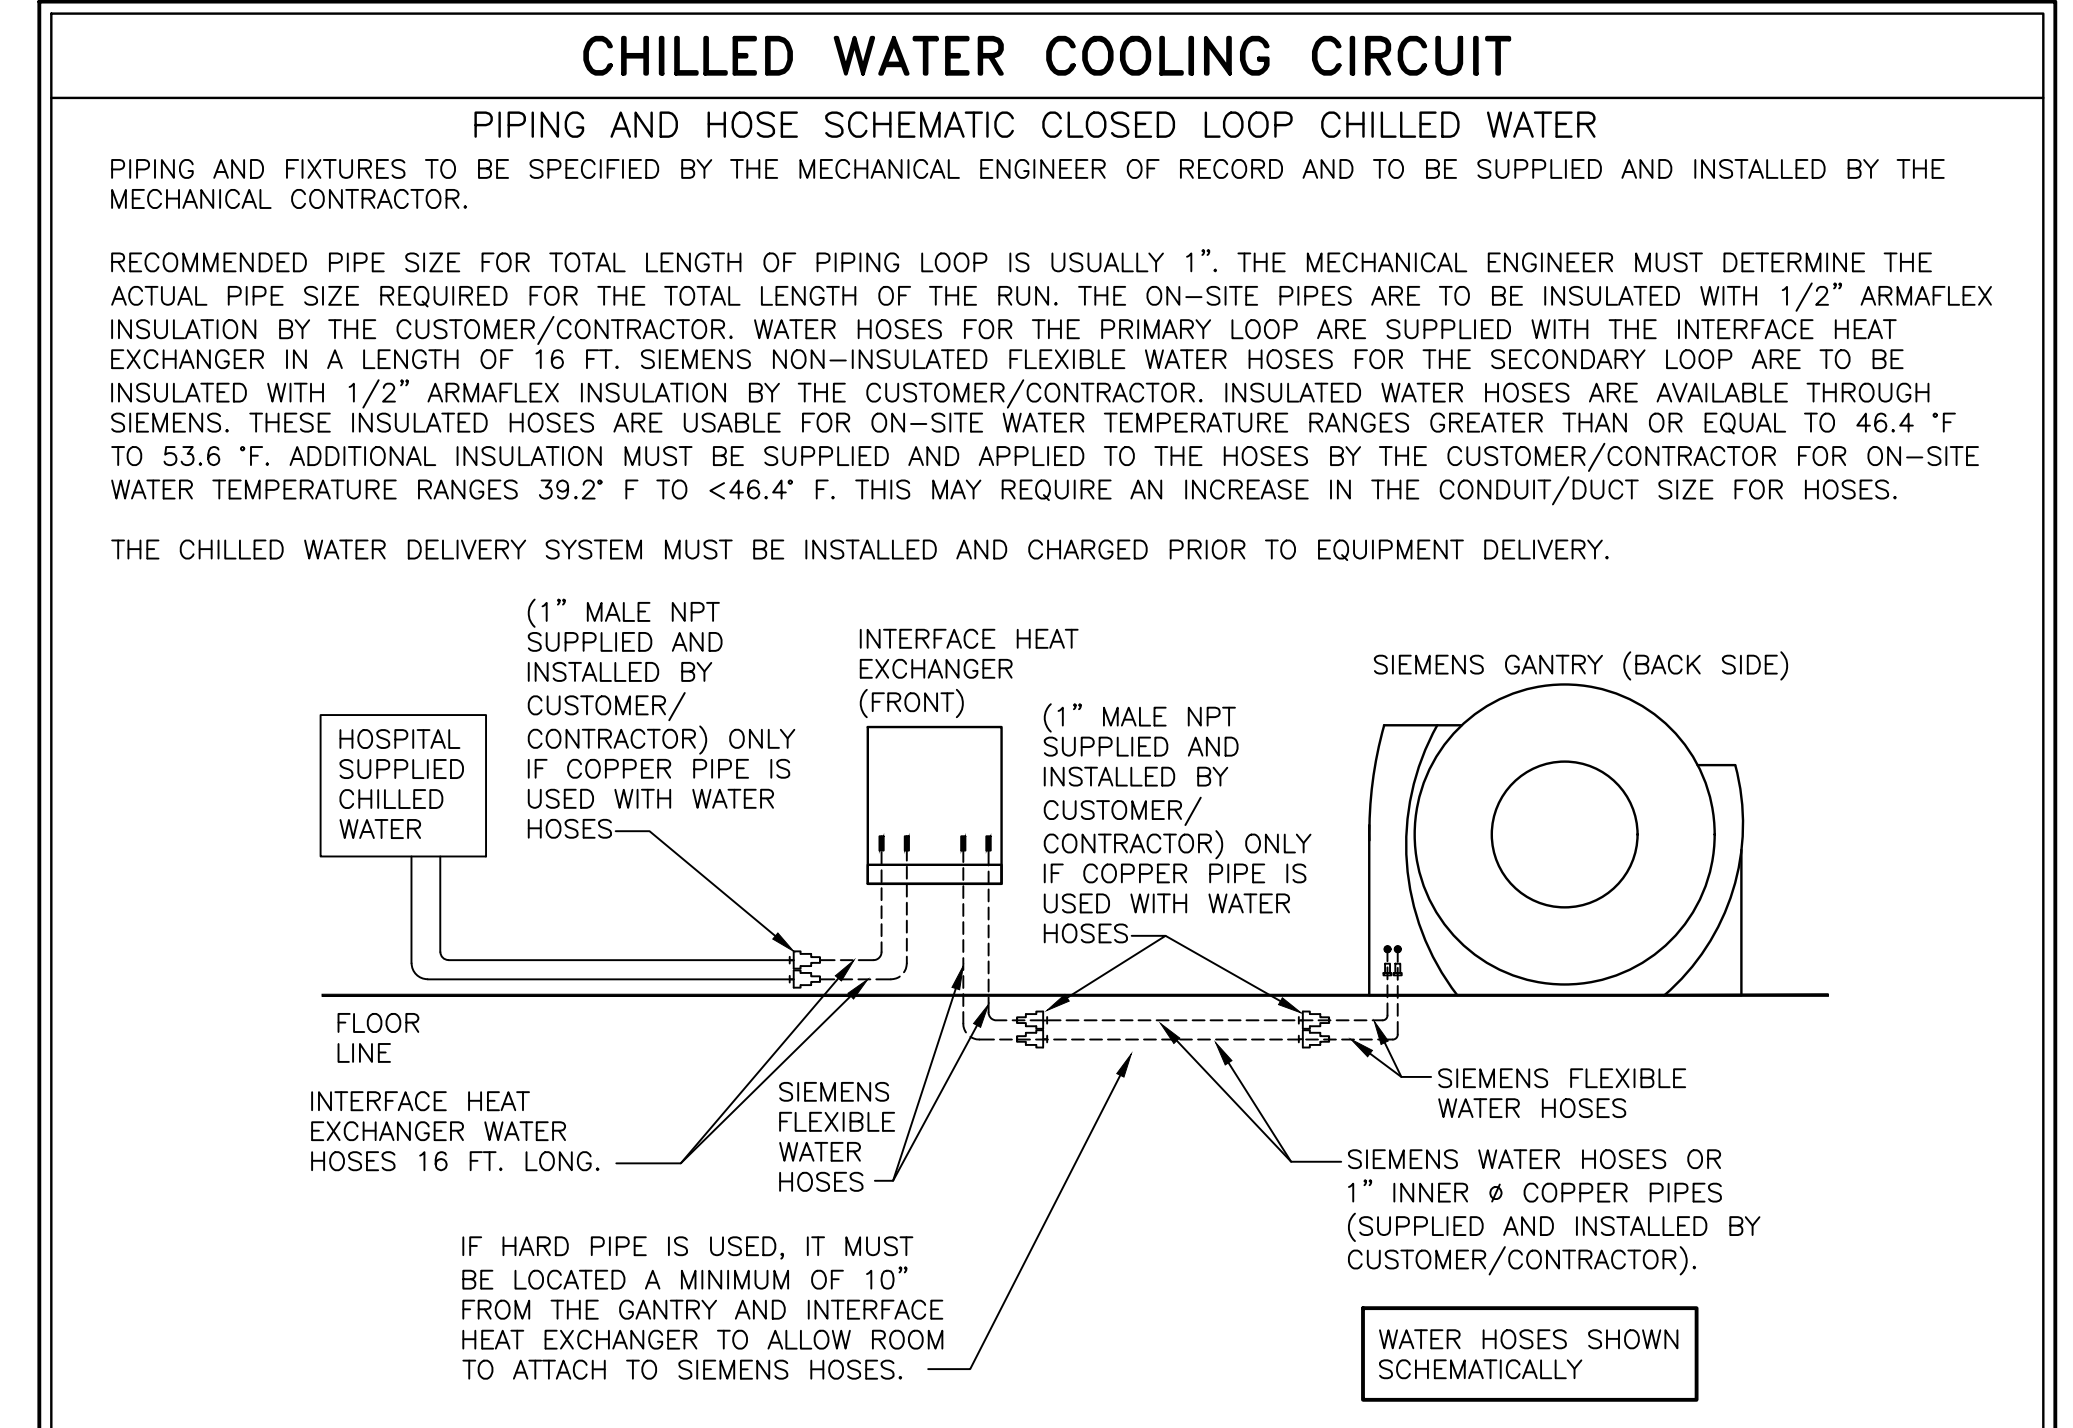 CHILLED WATER COOLING CIRCUIT
PIPING AND HOSE SCHEMATIC CLOSED LOOP CHILLED WATER
PIPING AND FIXTURES TO BE SPECIFIED BY THE MECHANICAL ENGINEER OF RECORD AND TO BE SUPPLIED AND INSTALLED BY THE
MECHANICAL CONTRACTOR.
RECOMMENDED PIPE SIZE FOR TOTAL LENGTH OF PIPING LOOP IS USUALLY 1". THE MECHANICAL ENGINEER MUST DETERMINE THE
ACTUAL PIPE SIZE REQUIRED FOR THE TOTAL LENGTH OF THE RUN. THE ON-SITE PIPES ARE TO BE INSULATED WITH 1/2" ARMAFLEX
INSULATION BY THE CUSTOMER/CONTRACTOR. WATER HOSES FOR THE PRIMARY LOOP ARE SUPPLIED WITH THE INTERFACE HEAT
EXCHANGER IN A LENGTH OF 16 FT. SIEMENS NON-INSULATED FLEXIBLE WATER HOSES FOR THE SECONDARY LOOP ARE TO BE
INSULATED WITH 1/2" ARMAFLEX INSULATION BY THE CUSTOMER/CONTRACTOR. INSULATED WATER HOSES ARE AVAILABLE THROUGH
SIEMENS. THESE INSULATED HOSES ARE USABLE FOR ON-SITE WATER TEMPERATURE RANGES GREATER THAN OR EQUAL TO 46.4 °F
TO 53.6 °F. ADDITIONAL INSULATION MUST BE SUPPLIED AND APPLIED TO THE HOSES BY THE CUSTOMER/CONTRACTOR FOR ON-SITE
WATER TEMPERATURE RANGES 39.2° F TO <46.4° F. THIS MAY REQUIRE AN INCREASE IN THE CONDUIT/DUCT SIZE FOR HOSES.
THE CHILLED WATER DELIVERY SYSTEM MUST BE INSTALLED AND CHARGED PRIOR TO EQUIPMENT DELIVERY.
HOSPITAL
SUPPLIED
CHILLED
WATER
(1" MALE NPT
SUPPLIED AND
INSTALLED BY
CUSTOMER/
CONTRACTOR) ONLY
IF COPPER PIPE IS
USED WITH WATER
HOSES
INTERFACE HEAT
EXCHANGER
(FRONT)
(1" MALE NPT
SUPPLIED AND
INSTALLED BY
CUSTOMER/
CONTRACTOR) ONLY
IF COPPER PIPE IS
USED WITH WATER
HOSES
SIEMENS GANTRY (BACK SIDE)
FLOOR
LINE
INTERFACE HEAT
EXCHANGER WATER
HOSES 16 FT. LONG.
SIEMENS
FLEXIBLE
WATER
HOSES
SIEMENS FLEXIBLE
WATER HOSES
SIEMENS WATER HOSES OR
1" INNER ø COPPER PIPES
(SUPPLIED AND INSTALLED BY
CUSTOMER/CONTRACTOR).
IF HARD PIPE IS USED, IT MUST
BE LOCATED A MINIMUM OF 10"
FROM THE GANTRY AND INTERFACE
HEAT EXCHANGER TO ALLOW ROOM
TO ATTACH TO SIEMENS HOSES.
WATER HOSES SHOWN
SCHEMATICALLY